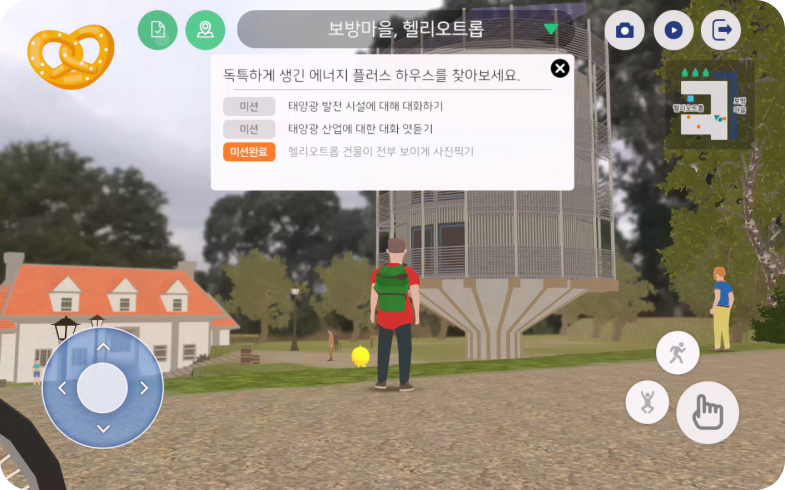 보방마을, 헬리오트롭
독특하게 생긴 에너지 플러스 하우스를 찾아보세요.
미션 태양광 발전 시설에 대해 대화하기
미션 태양광 산업에 대한 대화 엿듣기
미션완료 헬리오트롭 건물이 전부 보이게 사진찍기
헬리오트롭
보방
마을